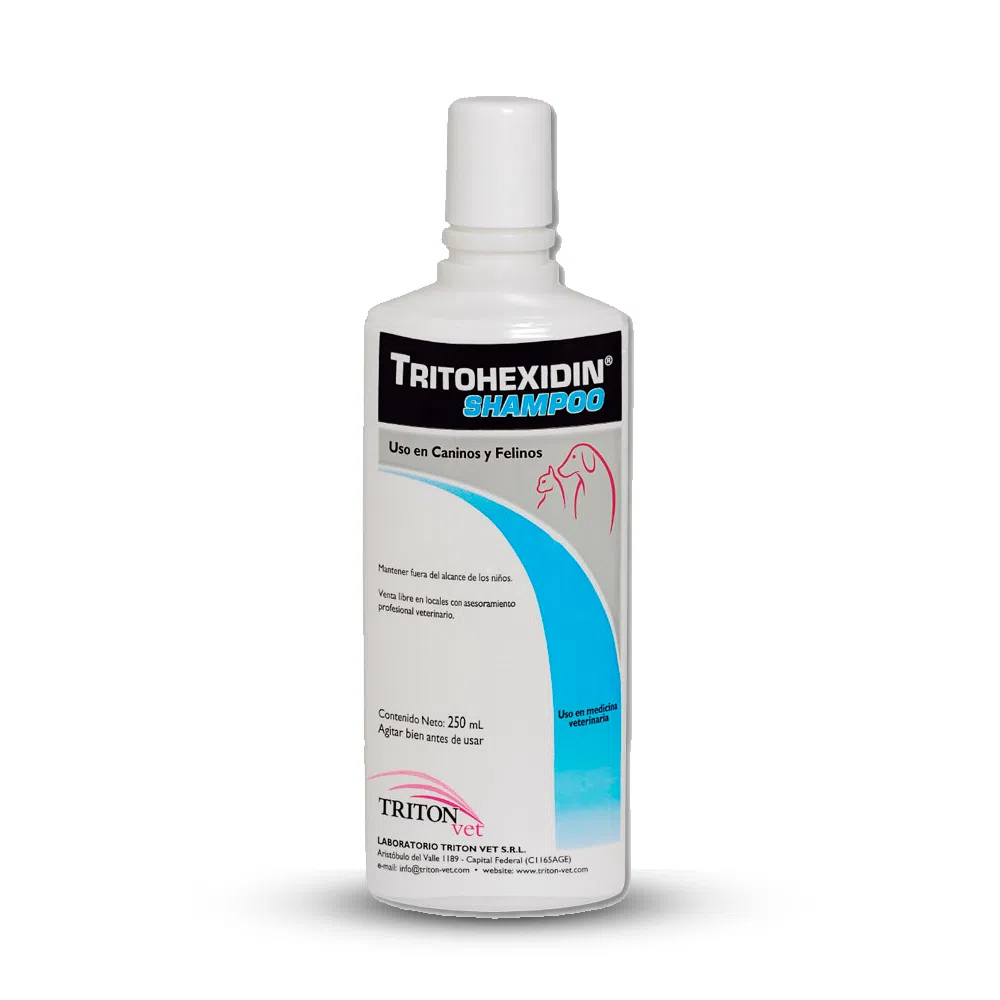 TRITOHEXIDIN®
SHAMPOO
Uso en Caninos y Felinos
Mantener fuera del alcance de los niños.
Venta libre en locales con asesoramiento
profesional veterinario.
Uso en medicina
veterinaria
Contenido Neto: 250 mL
Agitar bien antes de usar
TRITON
vet
LABORATORIO TRITON VET S.R.L.
Aristóbulo del Valle 1189 - Capital Federal (C1165AGE)
e-mail: info@triton-vet.com • website: www.triton-vet.com